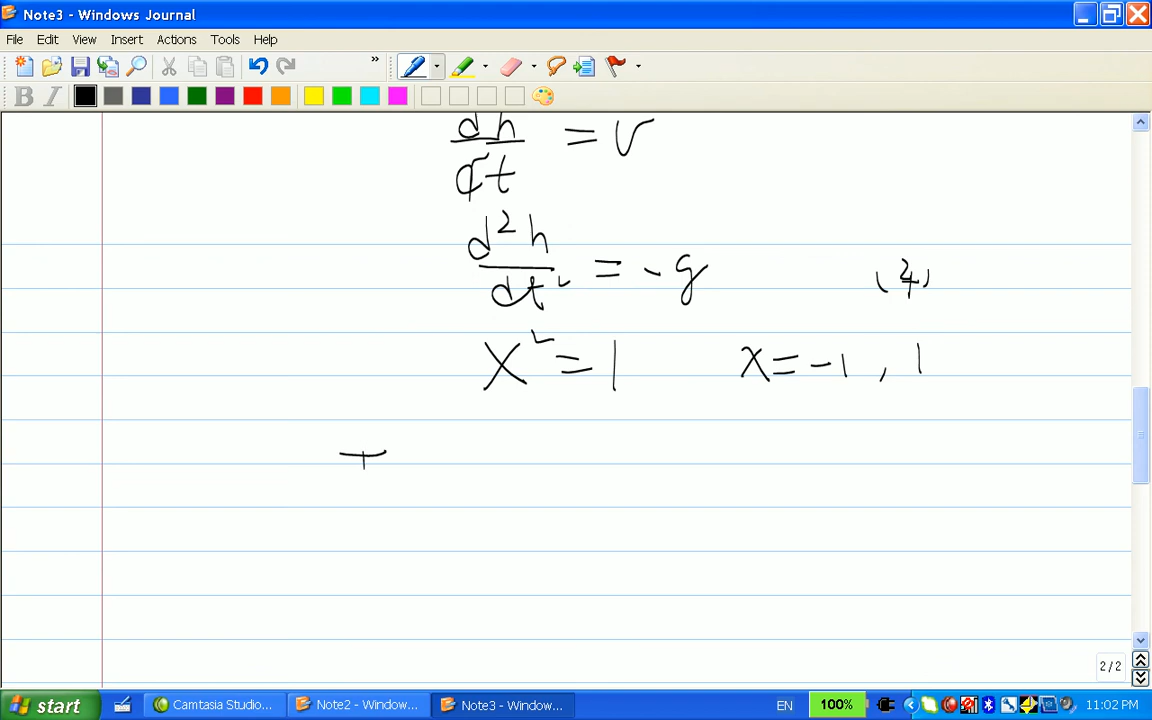 Note3 - Windows Journal
File Edit View Insert Actions Tools Help
»
B I
dh/dt = v
d²h/dt² = -g (4)
x² = 1 x = -1, 1
2/2
start Camtasia Studio... Note2 - Window... Note3 - Window... EN 100% 11:02 PM